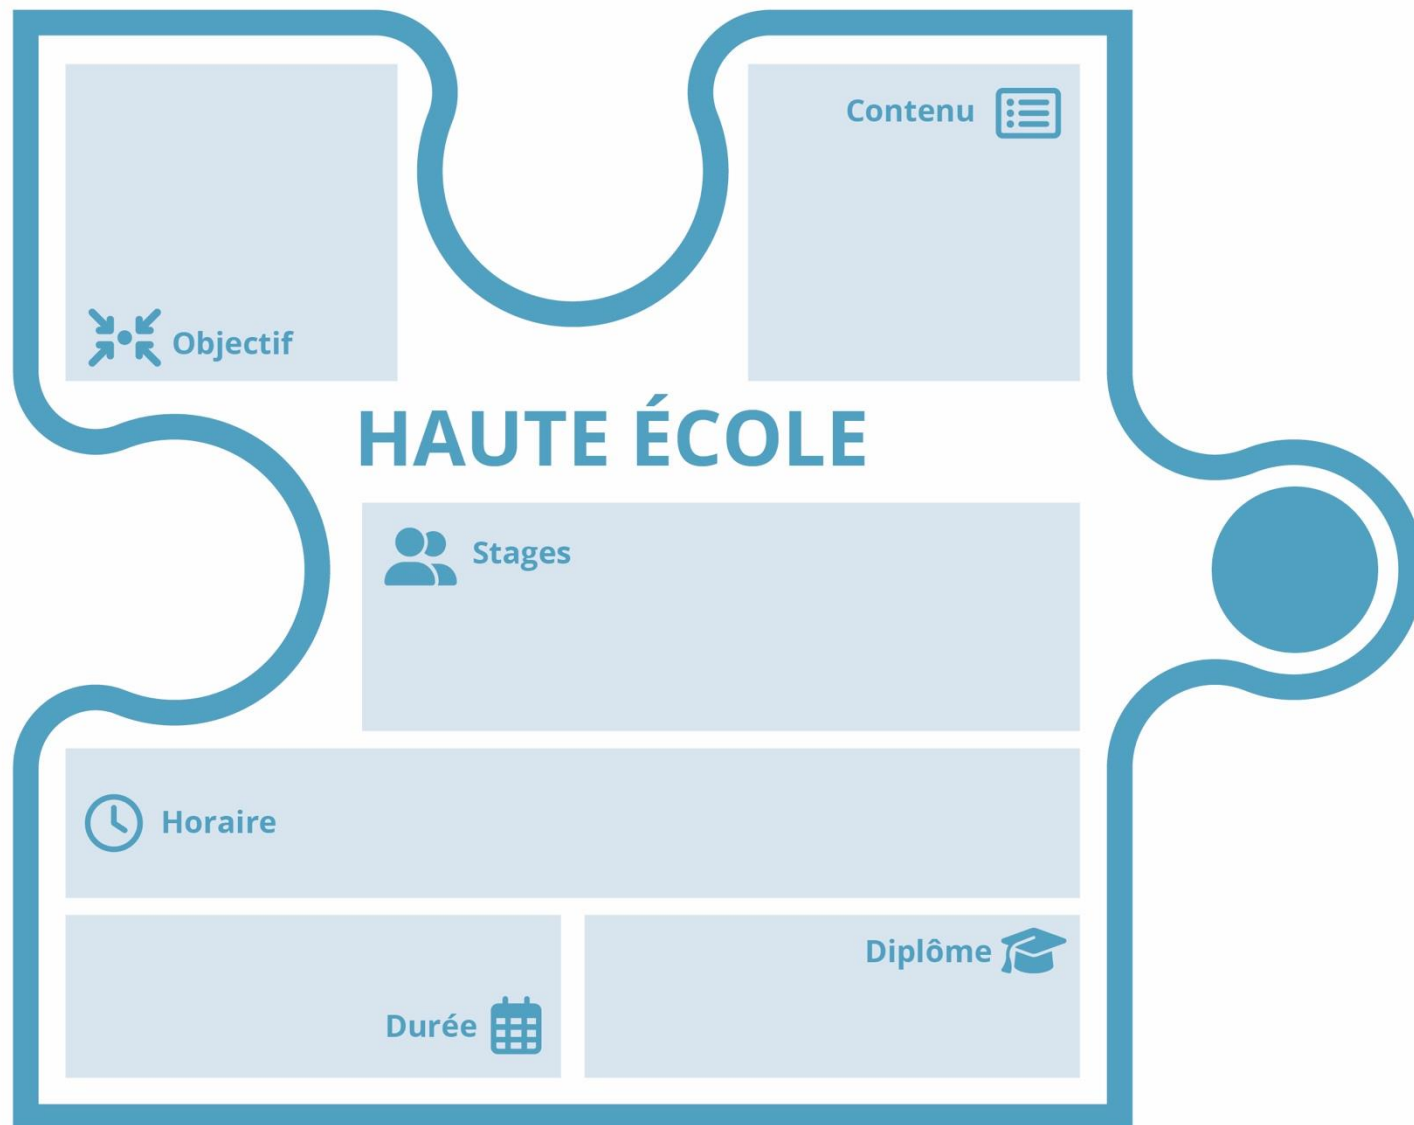 Contenu
Objectif
HAUTE ÉCOLE
Stages
Horaire
Diplôme
Durée